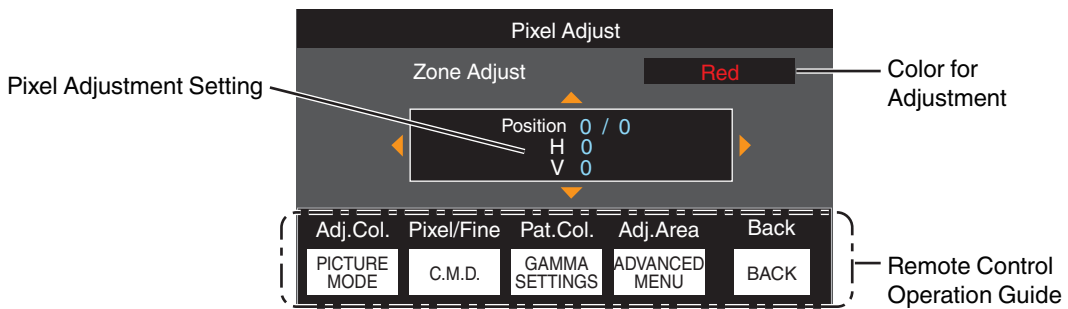 Pixel Adjust
Zone Adjust Red
Color for
Adjustment
Pixel Adjustment Setting
Position 0 / 0
H 0
V 0
Adj.Col. Pixel/Fine Pat.Col. Adj.Area Back
PICTURE
MODE
C.M.D.
GAMMA
SETTINGS
ADVANCED
MENU
BACK
Remote Control
Operation Guide